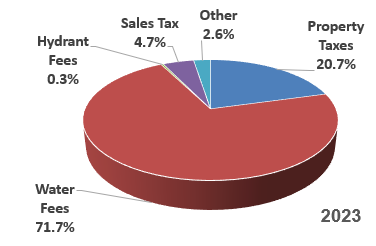 Other
2.6%
Sales Tax
4.7%
Property
Taxes
20.7%
Hydrant
Fees
0.3%
Water
Fees
71.7%
2023